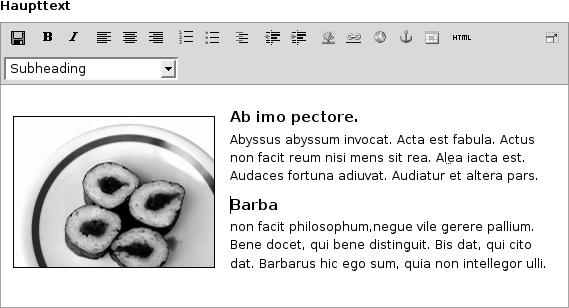 Haupttext
B I HTML
Subheading
Ab imo pectore.
Abyssus abyssum invocat. Acta est fabula. Actus
non facit reum nisi mens sit rea. Alea iacta est.
Audaces fortuna adiuvat. Audiatur et altera pars.
Barba
non facit philosophum,neque vile gerere pallium.
Bene docet, qui bene distinguit. Bis dat, qui cito
dat. Barbarus hic ego sum, quia non intellegor ulli.